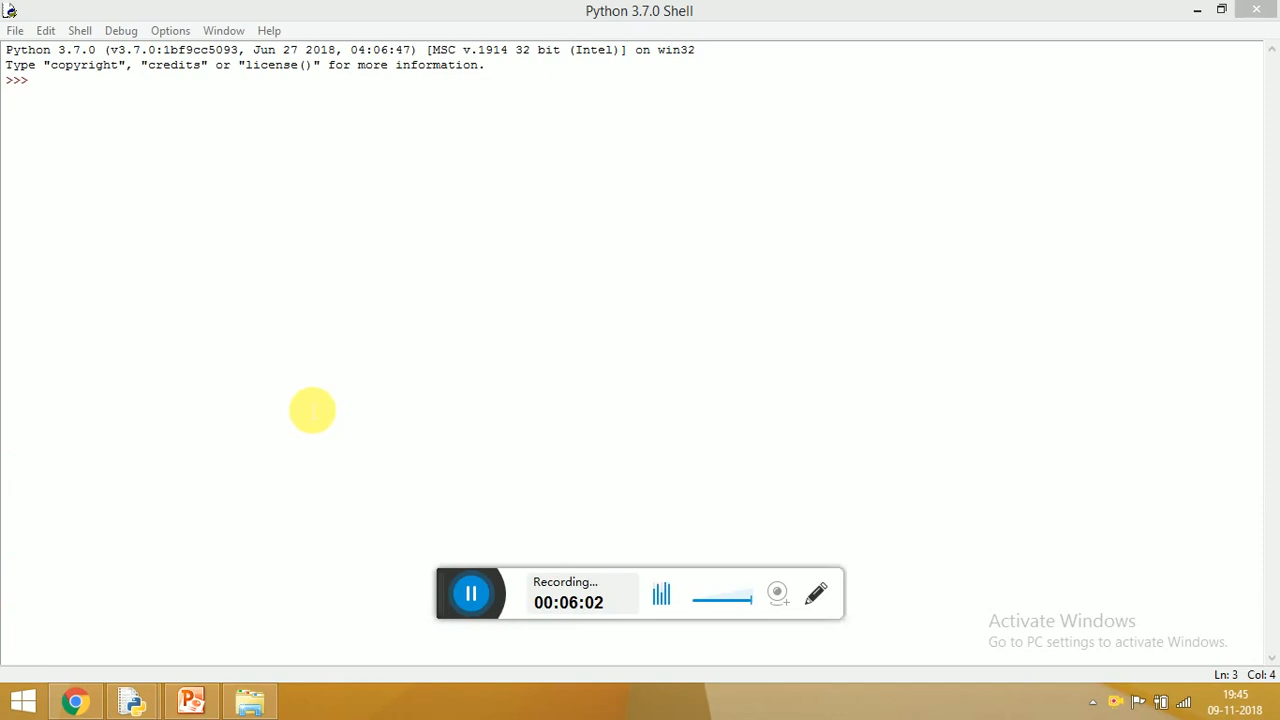 Python 3.7.0 Shell
File Edit Shell Debug Options Window Help
Python 3.7.0 (v3.7.0:1bf9cc5093, Jun 27 2018, 04:06:47) [MSC v.1914 32 bit (Intel)] on win32
Type "copyright", "credits" or "license()" for more information.
>>>
Recording...
00:06:02
Activate Windows
Go to PC settings to activate Windows.
Ln: 3 Col: 4
19:45
09-11-2018